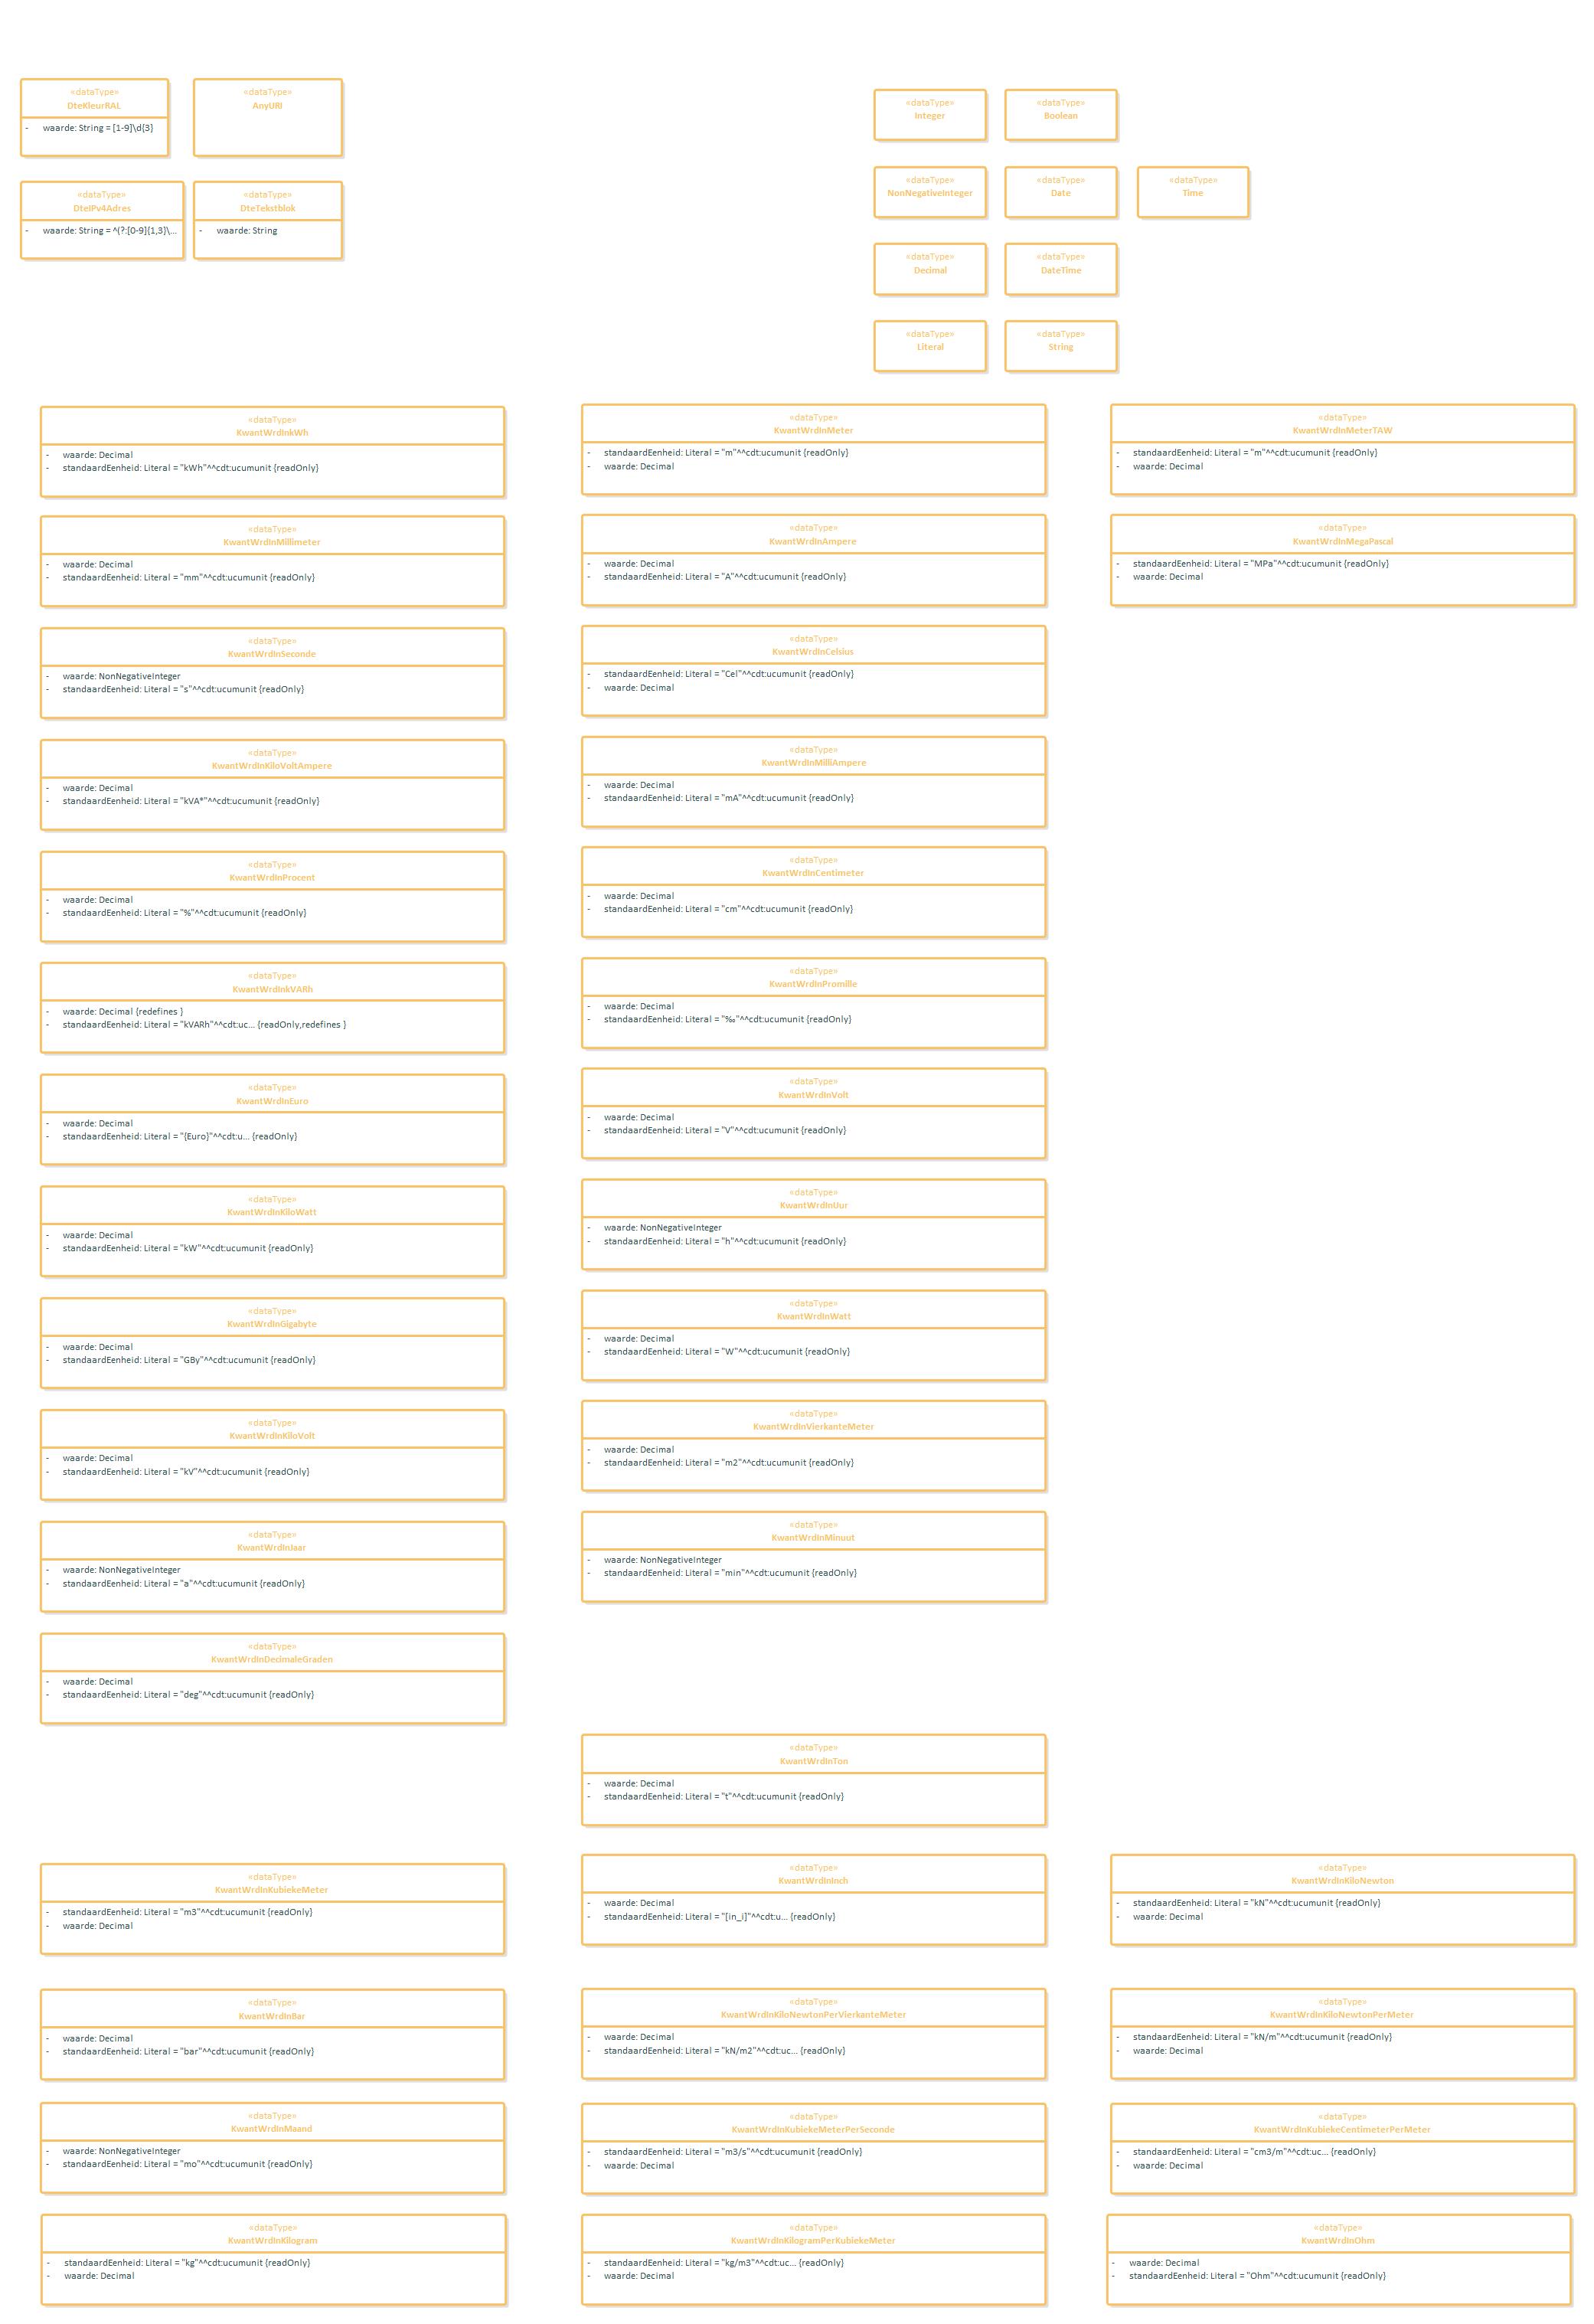 «dataType»
DteKleurRAL
- waarde: String = [1-9]\d{3}
«dataType»
AnyURI
«dataType»
DteIPv4Adres
- waarde: String = ^(?:[0-9]{1,3}\...
«dataType»
DteTekstblok
- waarde: String
«dataType»
Integer
«dataType»
Boolean
«dataType»
NonNegativeInteger
«dataType»
Date
«dataType»
Time
«dataType»
Decimal
«dataType»
DateTime
«dataType»
Literal
«dataType»
String
«dataType»
KwantWrdInkWh
- waarde: Decimal
- standaardEenheid: Literal = "kWh"^^cdt:ucumunit {readOnly}
«dataType»
KwantWrdInMeter
- standaardEenheid: Literal = "m"^^cdt:ucumunit {readOnly}
- waarde: Decimal
«dataType»
KwantWrdInMeterTAW
- standaardEenheid: Literal = "m"^^cdt:ucumunit {readOnly}
- waarde: Decimal
«dataType»
KwantWrdInMillimeter
- waarde: Decimal
- standaardEenheid: Literal = "mm"^^cdt:ucumunit {readOnly}
«dataType»
KwantWrdInAmpere
- waarde: Decimal
- standaardEenheid: Literal = "A"^^cdt:ucumunit {readOnly}
«dataType»
KwantWrdInMegaPascal
- standaardEenheid: Literal = "MPa"^^cdt:ucumunit {readOnly}
- waarde: Decimal
«dataType»
KwantWrdInSeconde
- waarde: NonNegativeInteger
- standaardEenheid: Literal = "s"^^cdt:ucumunit {readOnly}
«dataType»
KwantWrdInCelsius
- standaardEenheid: Literal = "Cel"^^cdt:ucumunit {readOnly}
- waarde: Decimal
«dataType»
KwantWrdInKiloVoltAmpere
- waarde: Decimal
- standaardEenheid: Literal = "kVA*"^^cdt:ucumunit {readOnly}
«dataType»
KwantWrdInMilliAmpere
- waarde: Decimal
- standaardEenheid: Literal = "mA"^^cdt:ucumunit {readOnly}
«dataType»
KwantWrdInProcent
- waarde: Decimal
- standaardEenheid: Literal = "%"^^cdt:ucumunit {readOnly}
«dataType»
KwantWrdInCentimeter
- waarde: Decimal
- standaardEenheid: Literal = "cm"^^cdt:ucumunit {readOnly}
«dataType»
KwantWrdInkVARh
- waarde: Decimal {redefines }
- standaardEenheid: Literal = "kVARh"^^cdt:uc... {readOnly,redefines }
«dataType»
KwantWrdInPromille
- waarde: Decimal
- standaardEenheid: Literal = "‰"^^cdt:ucumunit {readOnly}
«dataType»
KwantWrdInEuro
- waarde: Decimal
- standaardEenheid: Literal = "{Euro}"^^cdt:u... {readOnly}
«dataType»
KwantWrdInVolt
- waarde: Decimal
- standaardEenheid: Literal = "V"^^cdt:ucumunit {readOnly}
«dataType»
KwantWrdInKiloWatt
- waarde: Decimal
- standaardEenheid: Literal = "kW"^^cdt:ucumunit {readOnly}
«dataType»
KwantWrdInUur
- waarde: NonNegativeInteger
- standaardEenheid: Literal = "h"^^cdt:ucumunit {readOnly}
«dataType»
KwantWrdInGigabyte
- waarde: Decimal
- standaardEenheid: Literal = "GBy"^^cdt:ucumunit {readOnly}
«dataType»
KwantWrdInWatt
- waarde: Decimal
- standaardEenheid: Literal = "W"^^cdt:ucumunit {readOnly}
«dataType»
KwantWrdInKiloVolt
- waarde: Decimal
- standaardEenheid: Literal = "kV"^^cdt:ucumunit {readOnly}
«dataType»
KwantWrdInVierkanteMeter
- waarde: Decimal
- standaardEenheid: Literal = "m2"^^cdt:ucumunit {readOnly}
«dataType»
KwantWrdInJaar
- waarde: NonNegativeInteger
- standaardEenheid: Literal = "a"^^cdt:ucumunit {readOnly}
«dataType»
KwantWrdInMinuut
- waarde: NonNegativeInteger
- standaardEenheid: Literal = "min"^^cdt:ucumunit {readOnly}
«dataType»
KwantWrdInDecimaleGraden
- waarde: Decimal
- standaardEenheid: Literal = "deg"^^cdt:ucumunit {readOnly}
«dataType»
KwantWrdInTon
- waarde: Decimal
- standaardEenheid: Literal = "t"^^cdt:ucumunit {readOnly}
«dataType»
KwantWrdInKubiekeMeter
- standaardEenheid: Literal = "m3"^^cdt:ucumunit {readOnly}
- waarde: Decimal
«dataType»
KwantWrdInInch
- waarde: Decimal
- standaardEenheid: Literal = "[in_i]"^^cdt:u... {readOnly}
«dataType»
KwantWrdInKiloNewton
- standaardEenheid: Literal = "kN"^^cdt:ucumunit {readOnly}
- waarde: Decimal
«dataType»
KwantWrdInBar
- waarde: Decimal
- standaardEenheid: Literal = "bar"^^cdt:ucumunit {readOnly}
«dataType»
KwantWrdInKiloNewtonPerVierkanteMeter
- waarde: Decimal
- standaardEenheid: Literal = "kN/m2"^^cdt:uc... {readOnly}
«dataType»
KwantWrdInKiloNewtonPerMeter
- standaardEenheid: Literal = "kN/m"^^cdt:ucumunit {readOnly}
- waarde: Decimal
«dataType»
KwantWrdInMaand
- waarde: NonNegativeInteger
- standaardEenheid: Literal = "mo"^^cdt:ucumunit {readOnly}
«dataType»
KwantWrdInKubiekeMeterPerSeconde
- standaardEenheid: Literal = "m3/s"^^cdt:ucumunit {readOnly}
- waarde: Decimal
«dataType»
KwantWrdInKubiekeCentimeterPerMeter
- standaardEenheid: Literal = "cm3/m"^^cdt:uc... {readOnly}
- waarde: Decimal
«dataType»
KwantWrdInKilogram
- standaardEenheid: Literal = "kg"^^cdt:ucumunit {readOnly}
- waarde: Decimal
«dataType»
KwantWrdInKilogramPerKubiekeMeter
- standaardEenheid: Literal = "kg/m3"^^cdt:uc... {readOnly}
- waarde: Decimal
«dataType»
KwantWrdInOhm
- waarde: Decimal
- standaardEenheid: Literal = "Ohm"^^cdt:ucumunit {readOnly}